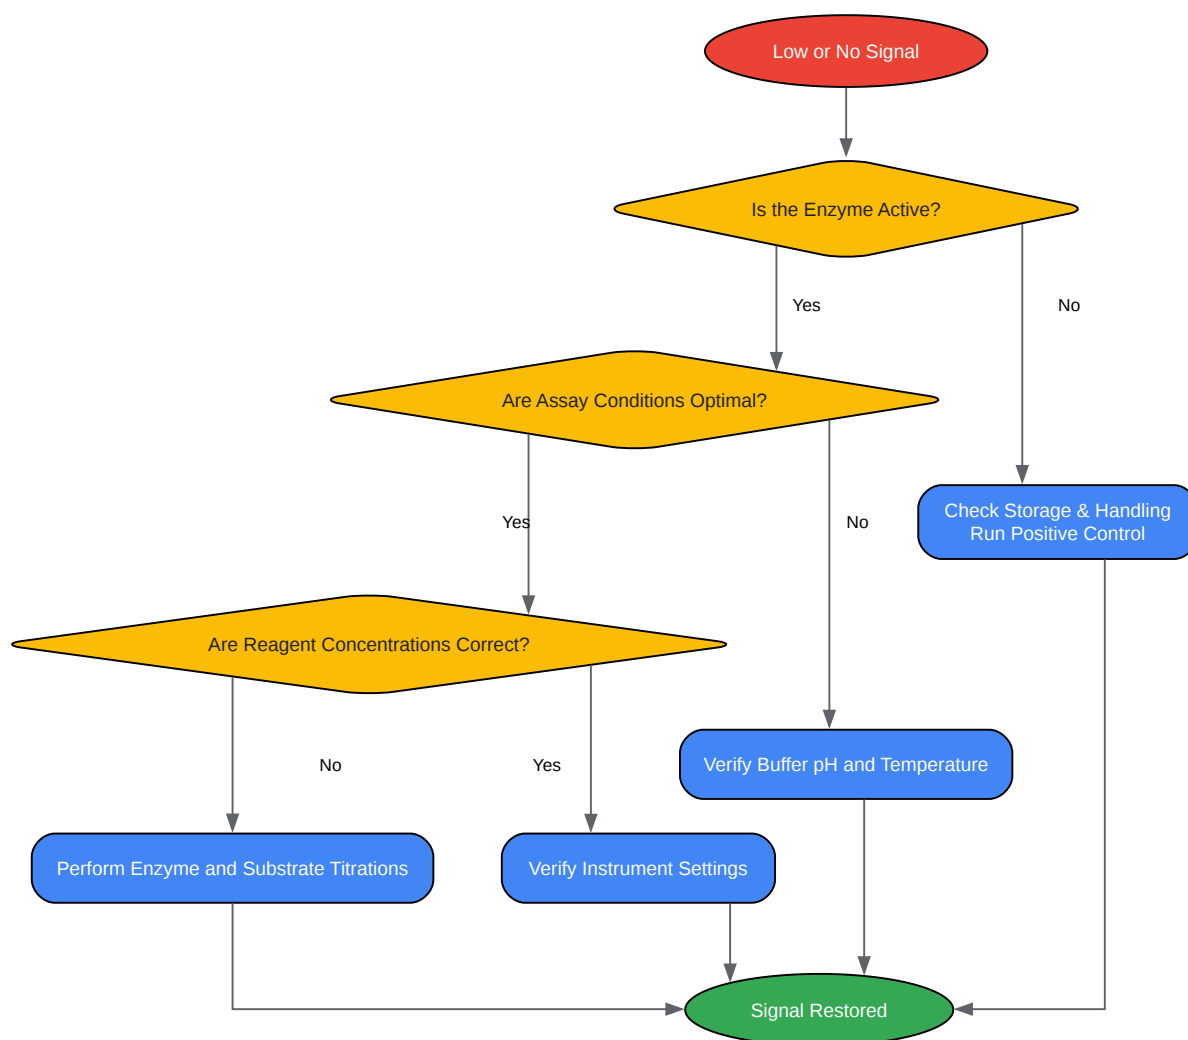 Low or No Signal
Is the Enzyme Active?
Yes
No
Are Assay Conditions Optimal?
Yes
No
Check Storage & Handling
Run Positive Control
Are Reagent Concentrations Correct?
No
Yes
Verify Buffer pH and Temperature
Perform Enzyme and Substrate Titrations
Verify Instrument Settings
Signal Restored